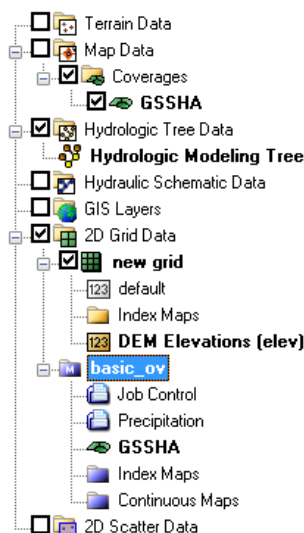 Terrain Data
Map Data
Coverages
GSSHA
Hydrologic Tree Data
Hydrologic Modeling Tree
Hydraulic Schematic Data
GIS Layers
2D Grid Data
new grid
123 default
Index Maps
123 DEM Elevations (elev)
M basic_ov
Job Control
Precipitation
GSSHA
Index Maps
Continuous Maps
2D Scatter Data